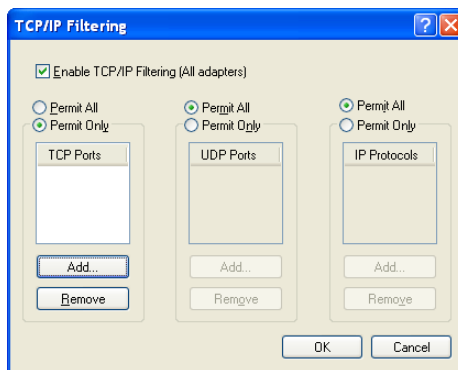 TCP/IP Filtering
Enable TCP/IP Filtering (All adapters)
Permit All
Permit Only
TCP Ports
Add...
Remove
Permit All
Permit Only
UDP Ports
Add...
Remove
Permit All
Permit Only
IP Protocols
Add...
Remove
OK
Cancel